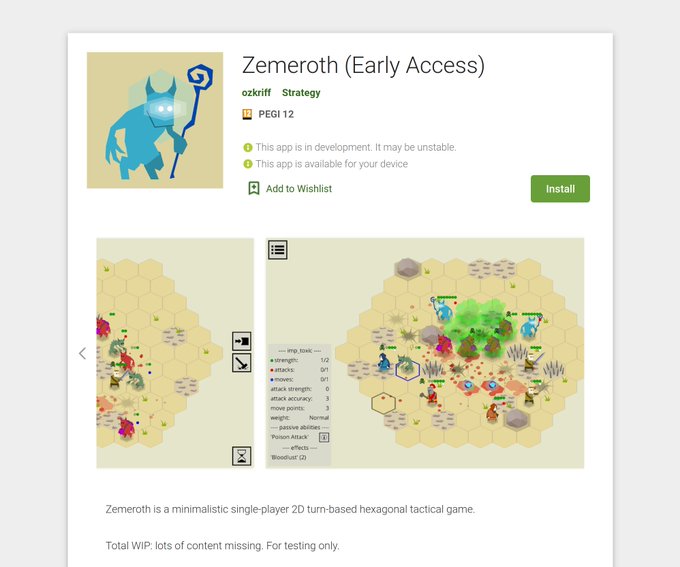 Zemeroth (Early Access)
ozkriff Strategy
PEGI 12
This app is in development. It may be unstable.
This app is available for your device
Add to Wishlist
Install
---- imp_toxic ----
strength: 1/2
attacks: 0/1
moves: 0/1
attack strength: 0
attack accuracy: 3
move points: 3
weight: Normal
---- passive abilities ----
'Poison Attack'
---- effects ----
'Bloodlust' (2)
Zemeroth is a minimalistic single-player 2D turn-based hexagonal tactical game.
Total WIP: lots of content missing. For testing only.